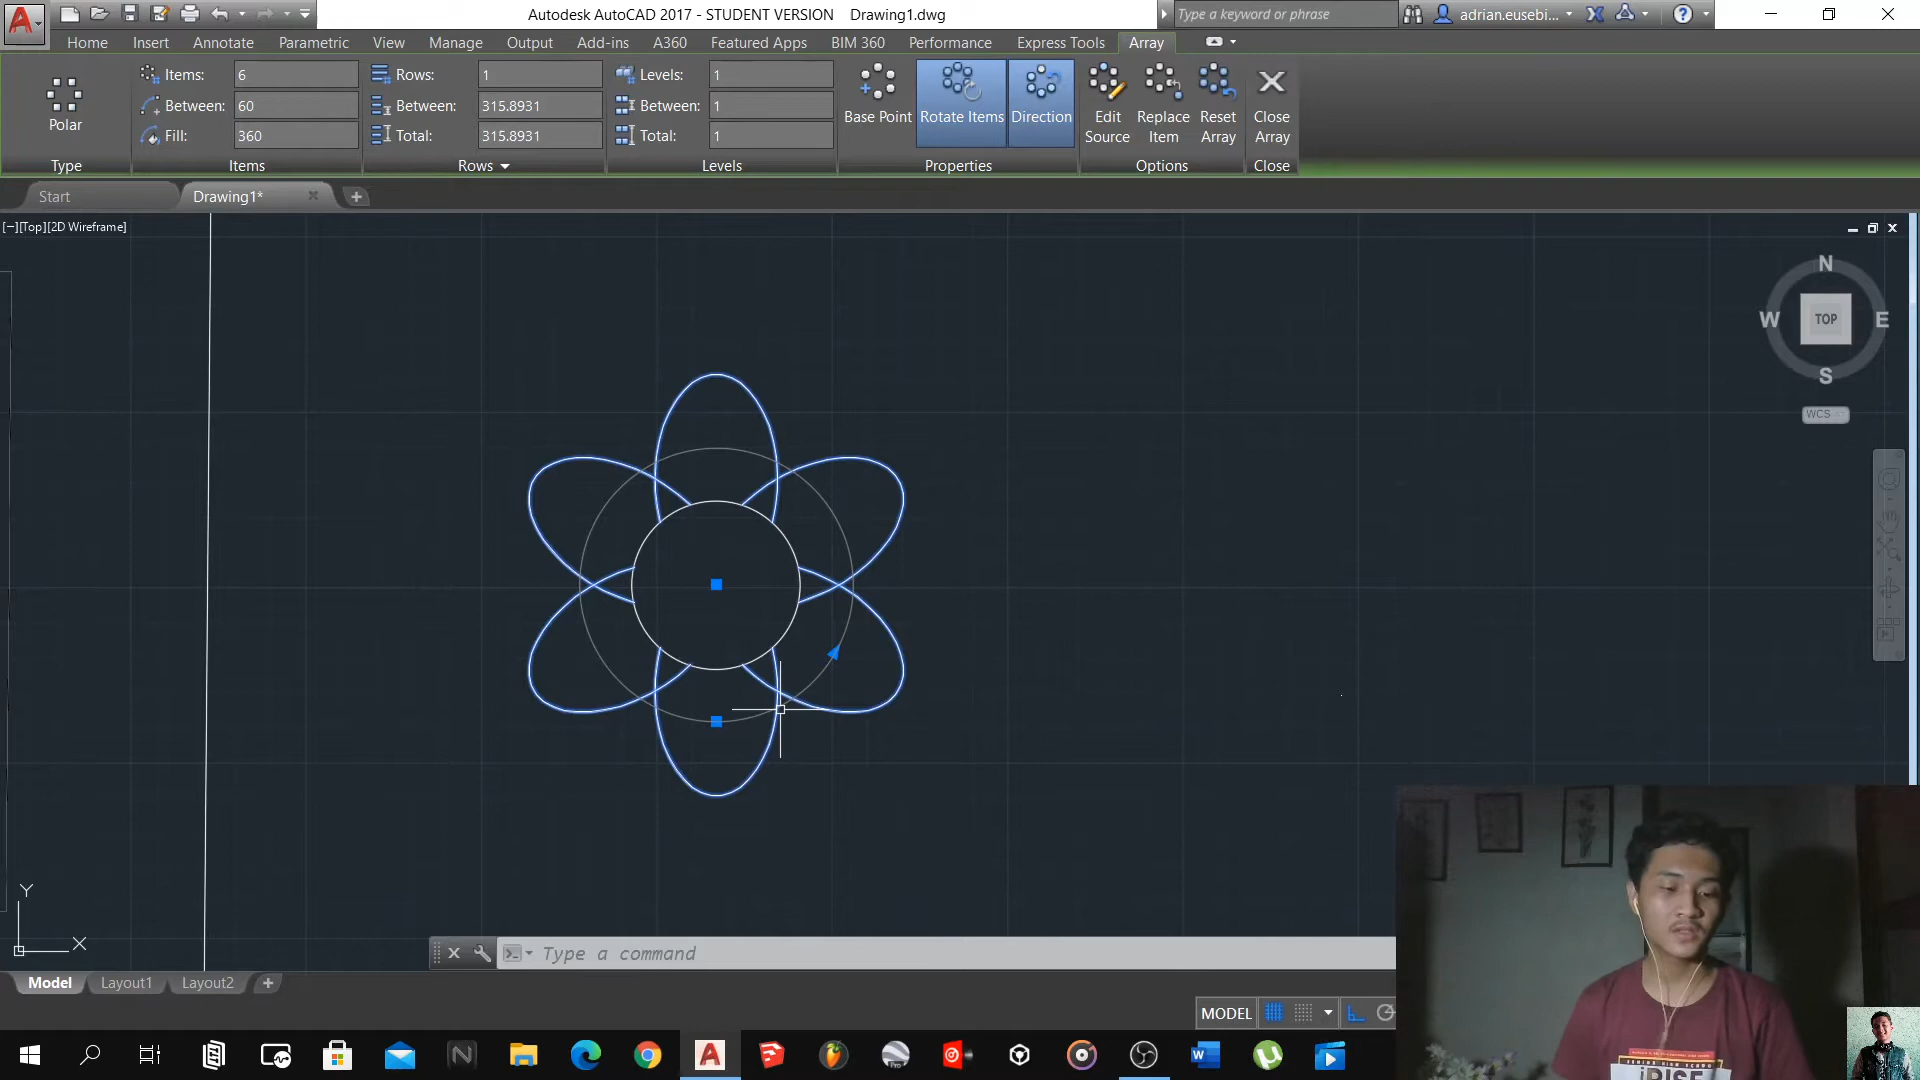 Autodesk AutoCAD 2017 - STUDENT VERSION Drawing1.dwg
Type a keyword or phrase
adrian.eusebi...
Home Insert Annotate Parametric View Manage Output Add-ins A360 Featured Apps BIM 360 Performance Express Tools Array
Items: 6 Rows: 1 Levels: 1
Between: 60 Between: 315.8931 Between: 1
Fill: 360 Total: 315.8931 Total: 1
Polar
Base Point Rotate Items Direction Edit Source Replace Item Reset Array Close Array
Type Items Rows Levels Properties Options Close
Start Drawing1*
[−][Top][2D Wireframe]
N
W TOP E
S
WCS
Y
X
Type a command
Model Layout1 Layout2
MODEL
iRISE